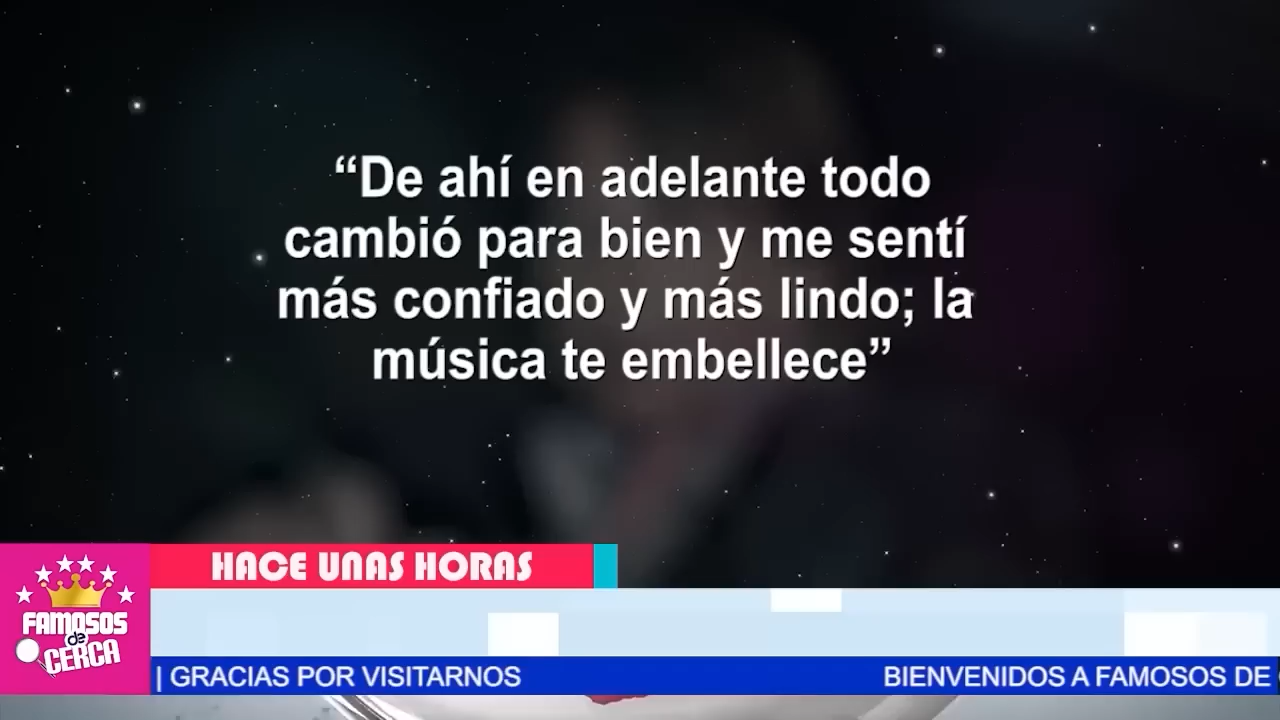 “De ahí en adelante todo
cambió para bien y me sentí
más confiado y más lindo; la
música te embellece”
HACE UNAS HORAS
FAMOSOS
de
CERCA
| GRACIAS POR VISITARNOS
BIENVENIDOS A FAMOSOS DE